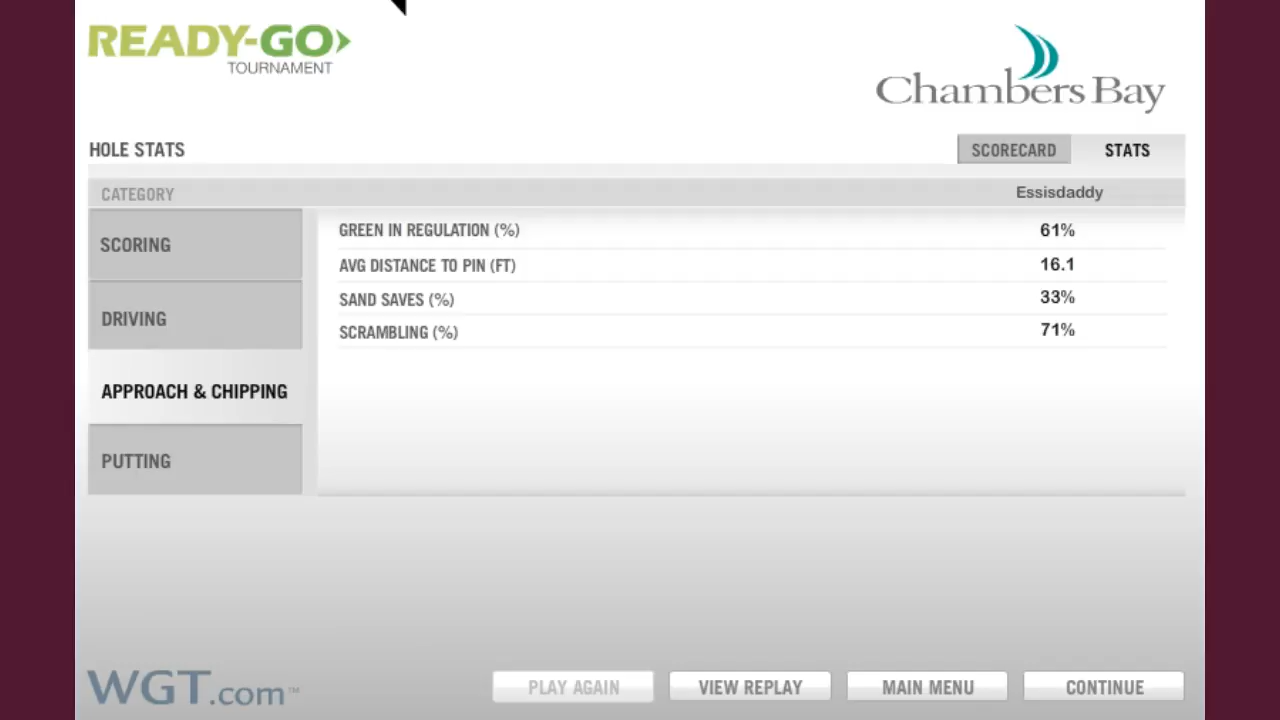 READY-GO
TOURNAMENT
Chambers Bay
HOLE STATS
SCORECARD
STATS
CATEGORY
Essisdaddy
SCORING
DRIVING
APPROACH & CHIPPING
PUTTING
GREEN IN REGULATION (%) 61%
AVG DISTANCE TO PIN (FT) 16.1
SAND SAVES (%) 33%
SCRAMBLING (%) 71%
WGT.com™
PLAY AGAIN
VIEW REPLAY
MAIN MENU
CONTINUE